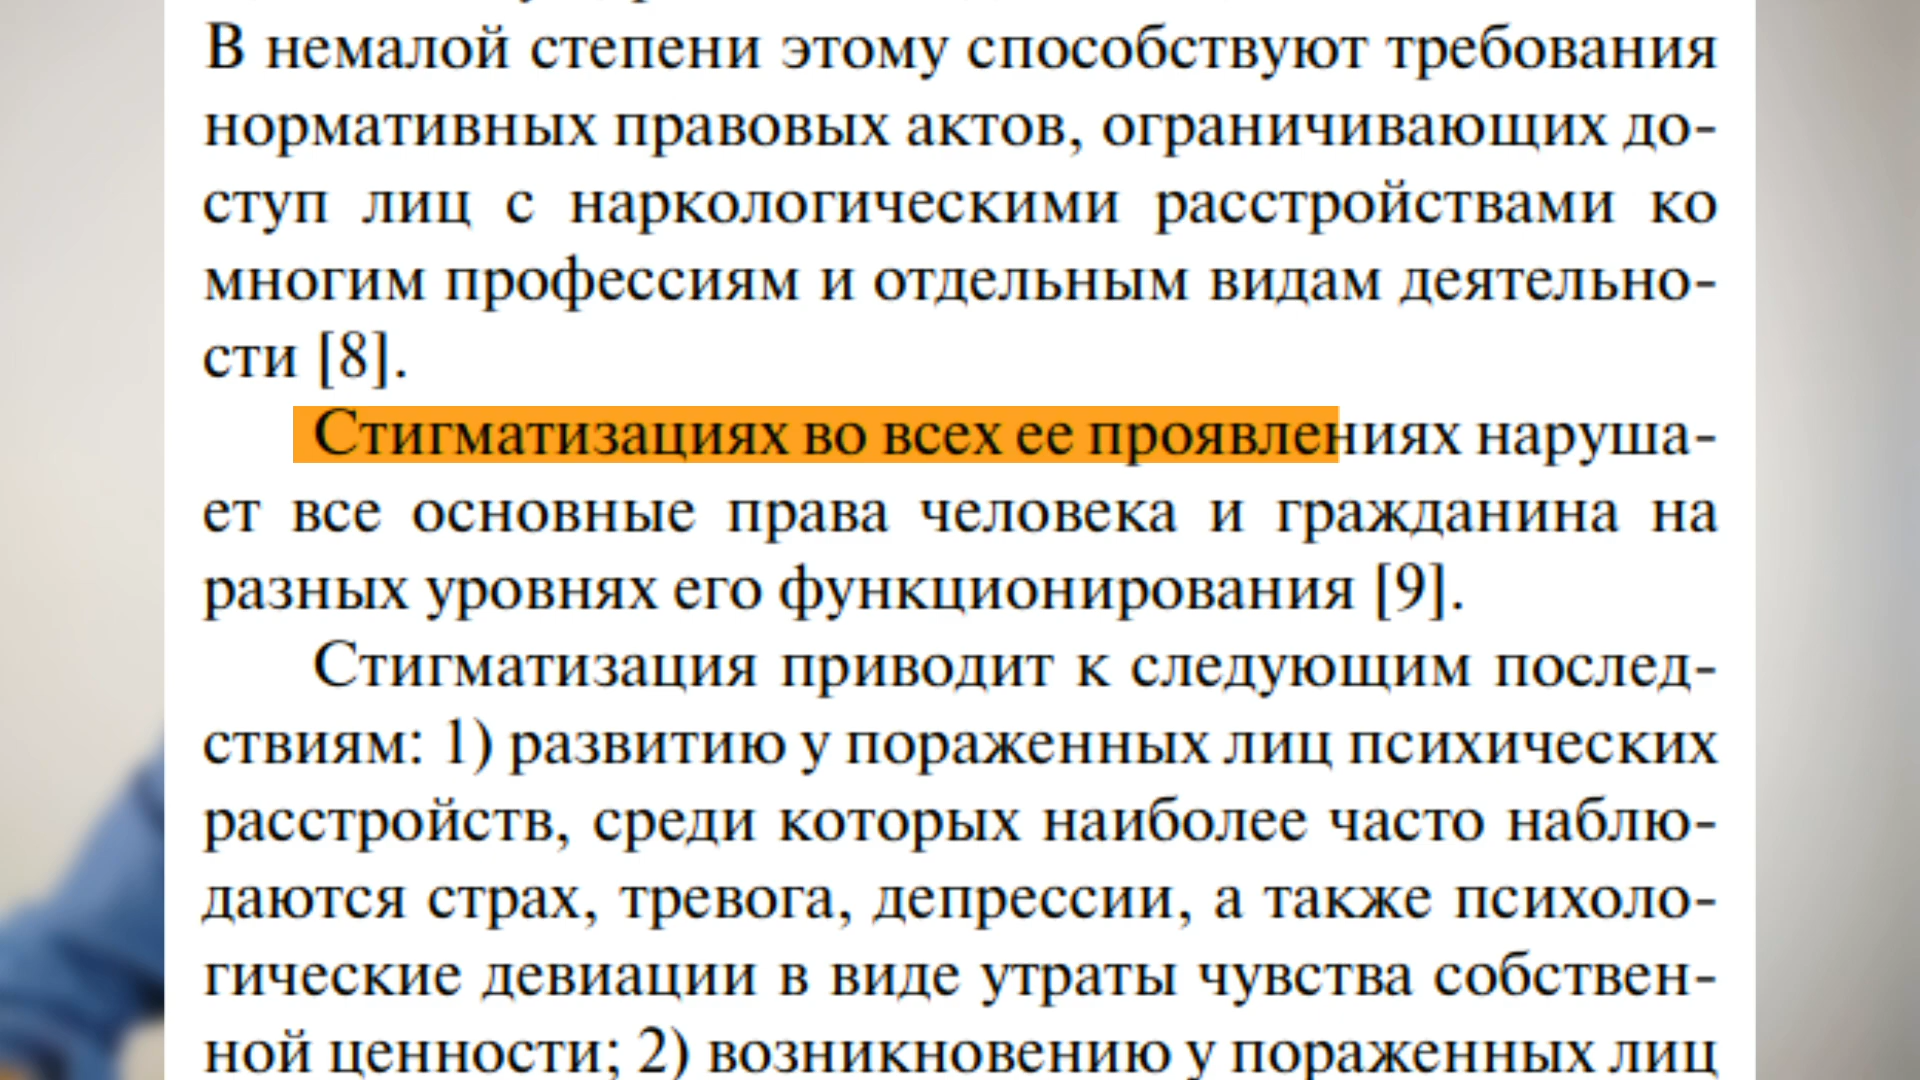 В немалой степени этому способствуют требования
нормативных правовых актов, ограничивающих до-
ступ лиц с наркологическими расстройствами ко
многим профессиям и отдельным видам деятельно-
сти [8].
Стигматизациях во всех ее проявлениях наруша-
ет все основные права человека и гражданина на
разных уровнях его функционирования [9].
Стигматизация приводит к следующим послед-
ствиям: 1) развитию у пораженных лиц психических
расстройств, среди которых наиболее часто наблю-
даются страх, тревога, депрессии, а также психоло-
гические девиации в виде утраты чувства собствен-
ной ценности; 2) возникновению у пораженных лиц